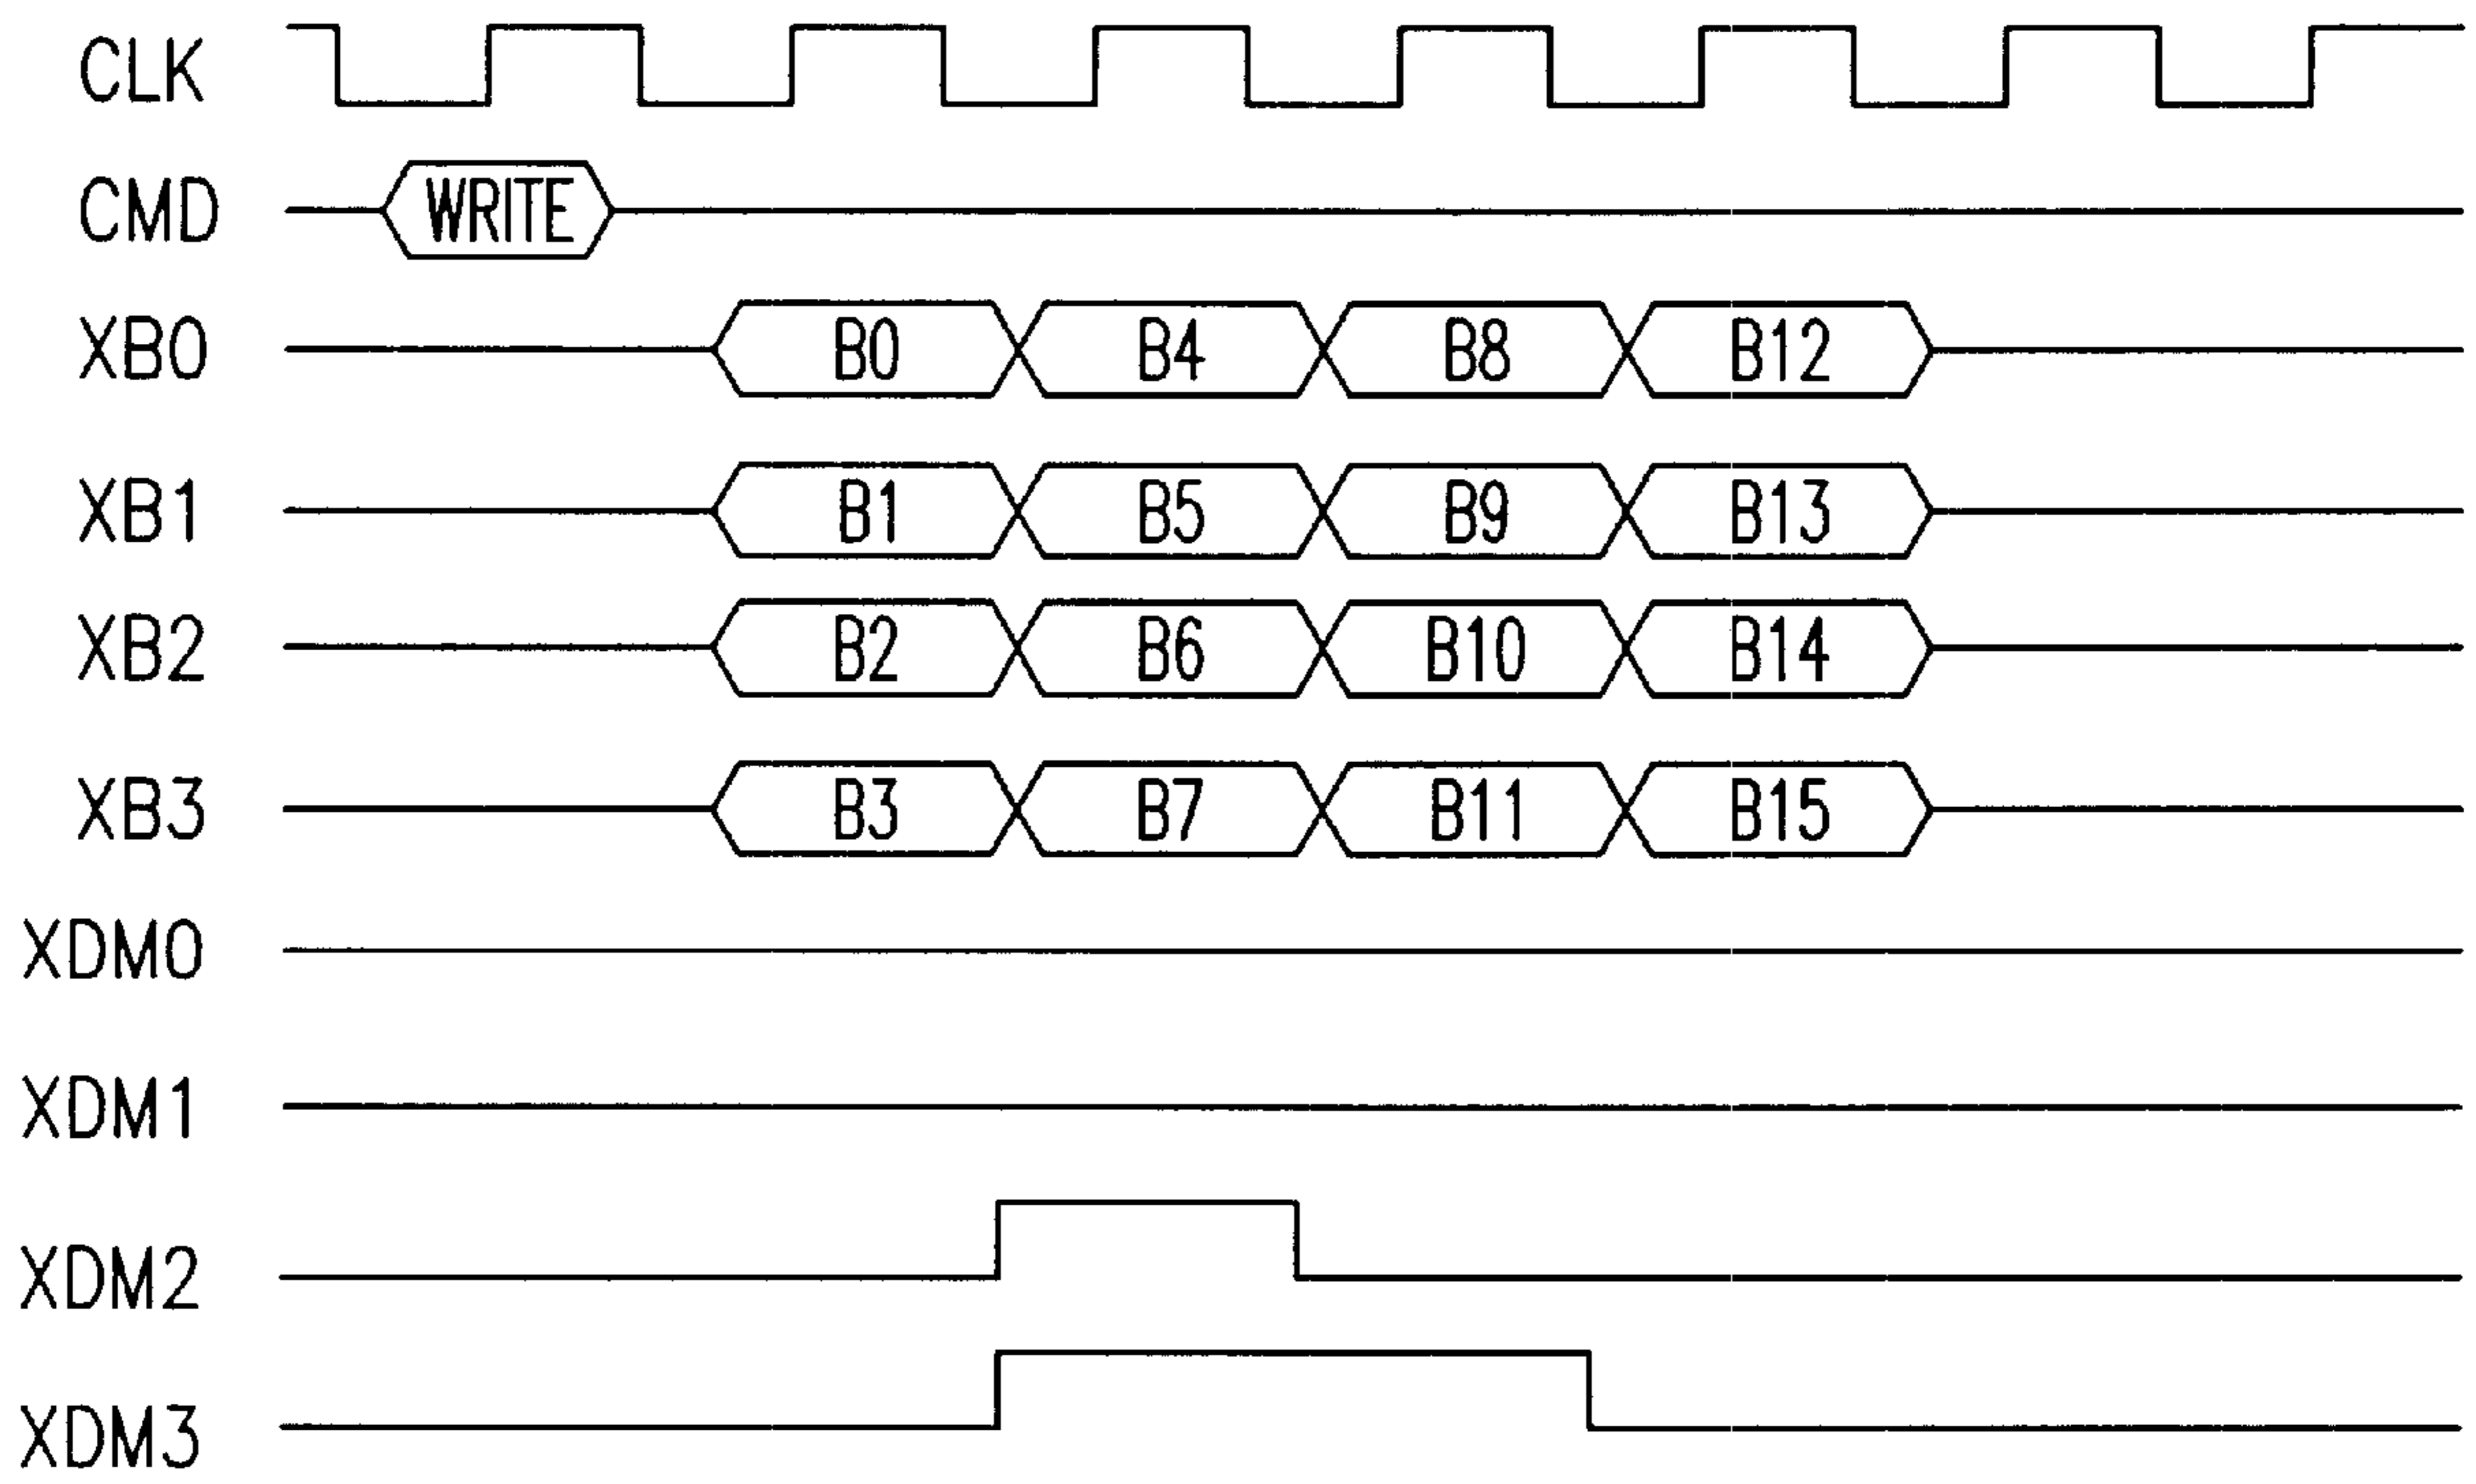 CLK
CMD WRITE
XB0 B0 B4 B8 B12
XB1 B1 B5 B9 B13
XB2 B2 B6 B10 B14
XB3 B3 B7 B11 B15
XDM0
XDM1
XDM2
XDM3